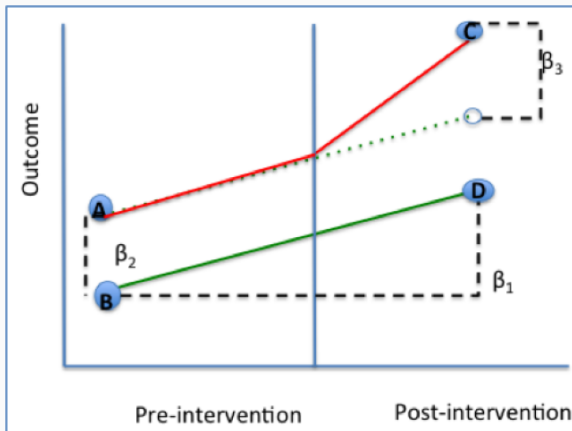 C
β₃
Outcome
A
D
β₂
B
β₁
Pre-intervention
Post-intervention